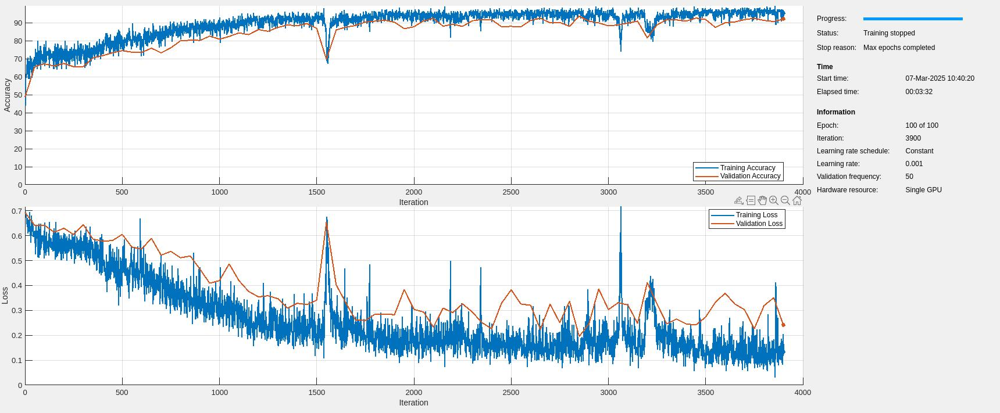 90
80
70
60
50
40
30
20
10
0
Accuracy
Training Accuracy
Validation Accuracy
0 500 1000 1500 2000 2500 3000 3500 4000
Iteration
0.7
0.6
0.5
0.4
0.3
0.2
0.1
0
Loss
Training Loss
Validation Loss
0 500 1000 1500 2000 2500 3000 3500 4000
Iteration
Progress:
Status: Training stopped
Stop reason: Max epochs completed
Time
Start time: 07-Mar-2025 10:40:20
Elapsed time: 00:03:32
Information
Epoch: 100 of 100
Iteration: 3900
Learning rate schedule: Constant
Learning rate: 0.001
Validation frequency: 50
Hardware resource: Single GPU